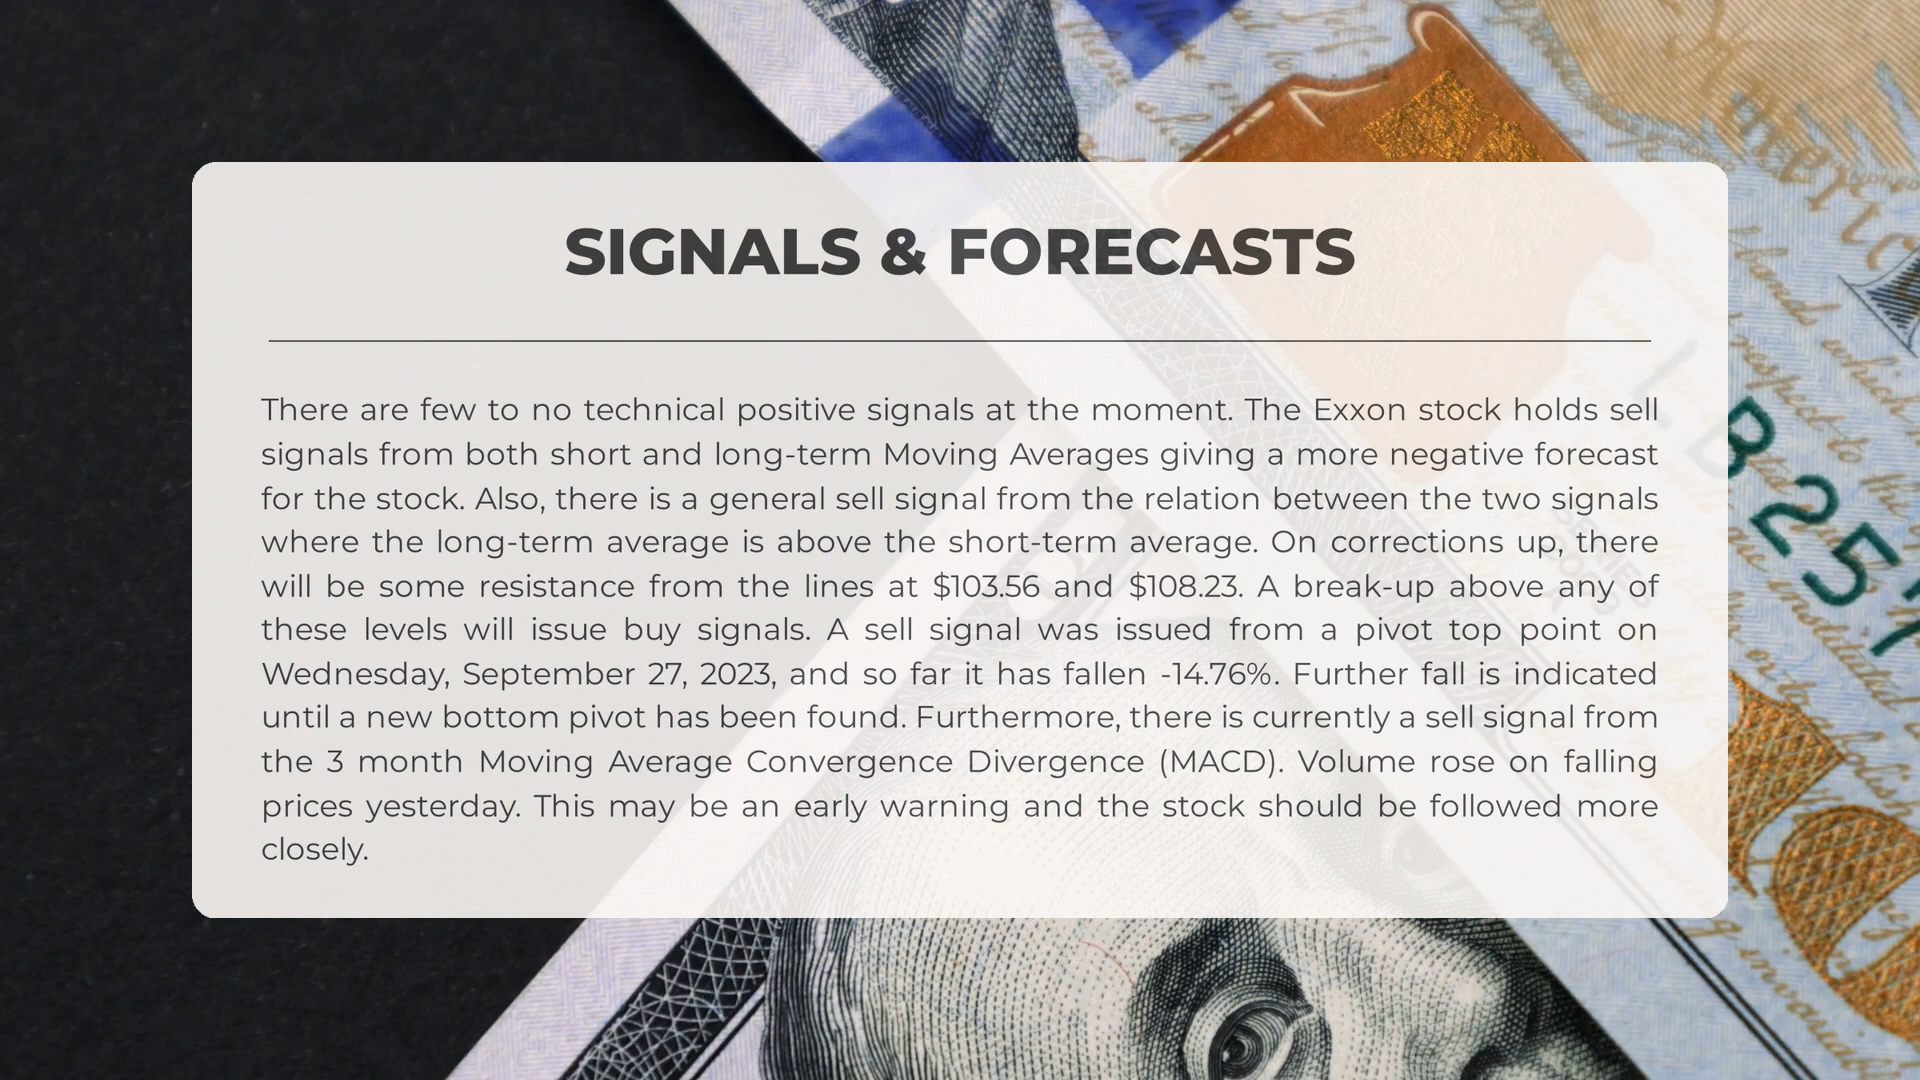 SIGNALS & FORECASTS
There are few to no technical positive signals at the moment. The Exxon stock holds sell
signals from both short and long-term Moving Averages giving a more negative forecast
for the stock. Also, there is a general sell signal from the relation between the two signals
where the long-term average is above the short-term average. On corrections up, there
will be some resistance from the lines at $103.56 and $108.23. A break-up above any of
these levels will issue buy signals. A sell signal was issued from a pivot top point on
Wednesday, September 27, 2023, and so far it has fallen -14.76%. Further fall is indicated
until a new bottom pivot has been found. Furthermore, there is currently a sell signal from
the 3 month Moving Average Convergence Divergence (MACD). Volume rose on falling
prices yesterday. This may be an early warning and the stock should be followed more
closely.